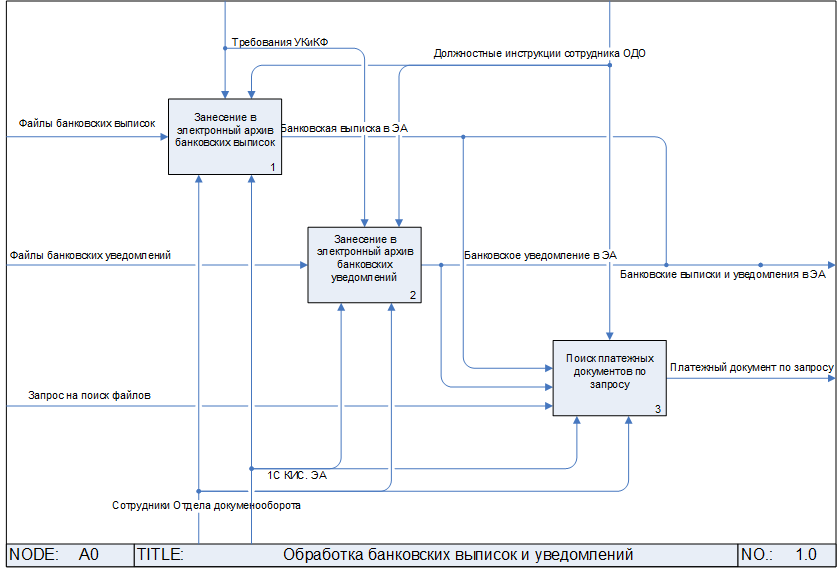 Требования УКиКФ
Должностные инструкции сотрудника ОДО
Файлы банковских выписок
Занесение в
электронный архив
банковских выписок
1
Банковская выписка в ЭА
Файлы банковских уведомлений
Занесение в
электронный архив
банковских
уведомлений
2
Банковское уведомление в ЭА
Банковские выписки и уведомления в ЭА
Поиск платежных
документов по
запросу
3
Платежный документ по запросу
Запрос на поиск файлов
1С КИС. ЭА
Сотрудники Отдела докуменооборота
NODE: A0 TITLE: Обработка банковских выписок и уведомлений NO.: 1.0